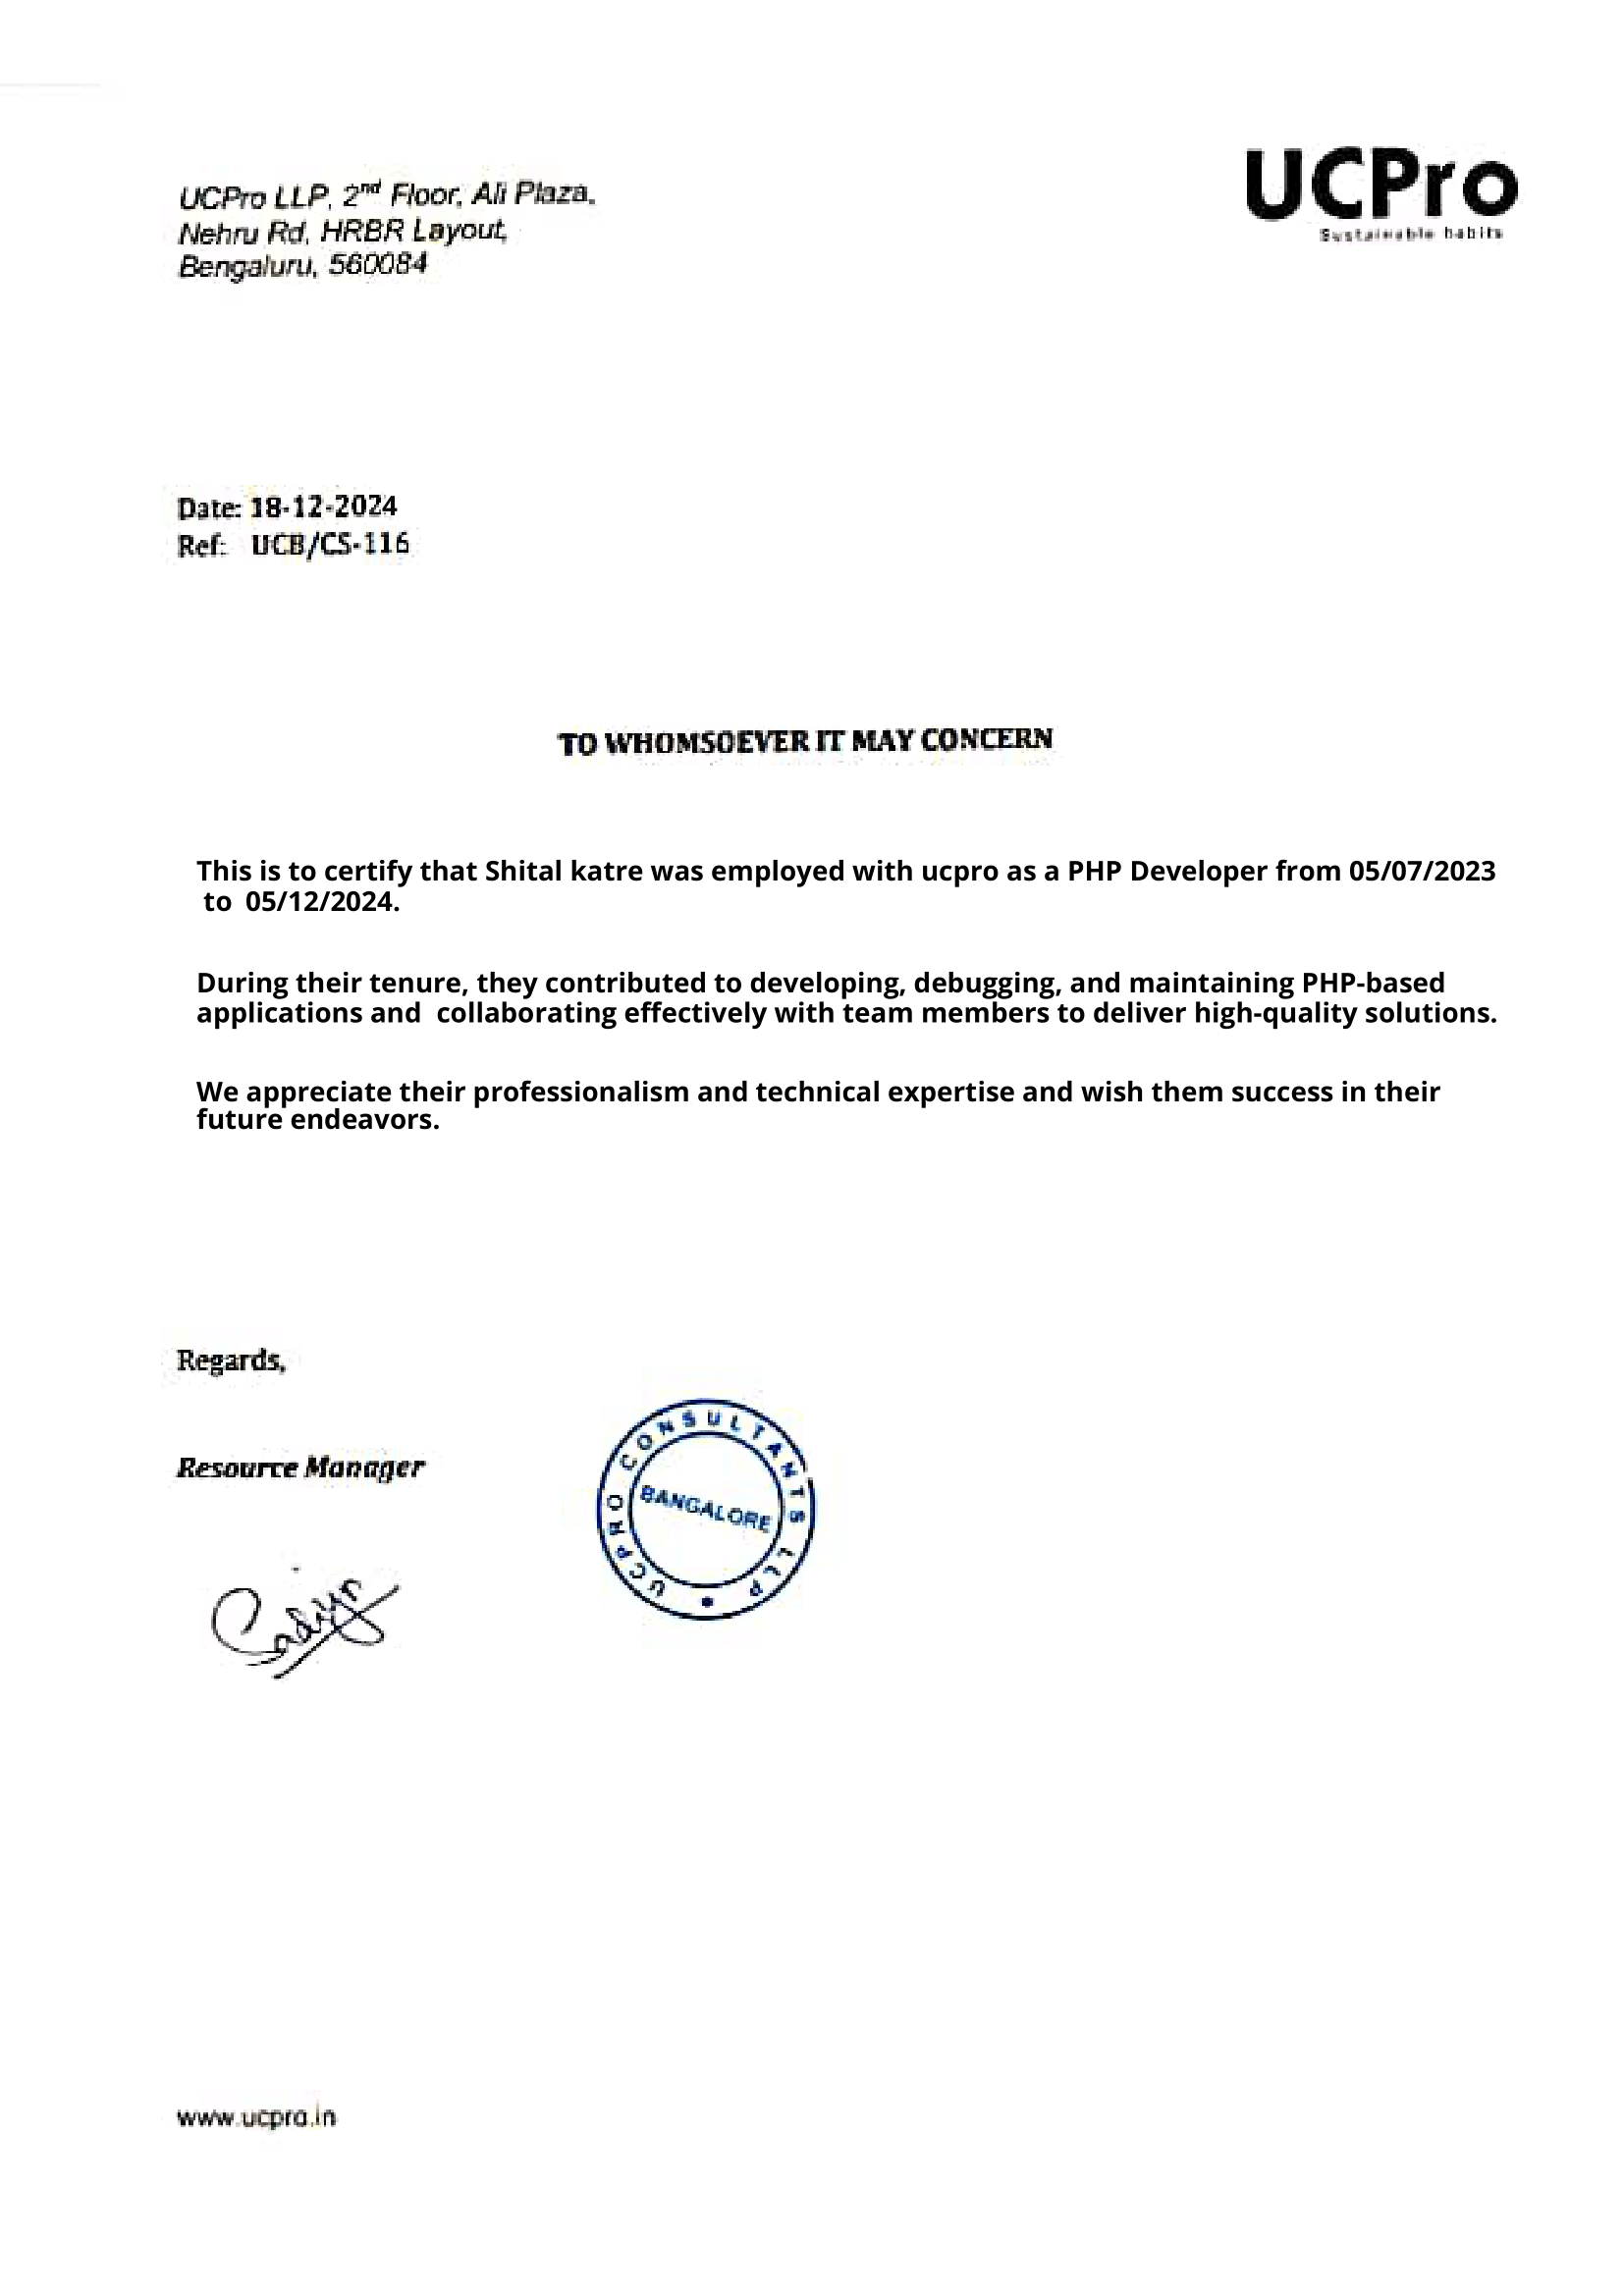 UCPro
Sustainable habits
UCPro LLP, 2nd Floor, Ali Plaza,
Nehru Rd, HRBR Layout,
Bengaluru, 560084
Date: 18-12-2024
Ref: UCB/CS-116
TO WHOMSOEVER IT MAY CONCERN
This is to certify that Shital katre was employed with ucpro as a PHP Developer from 05/07/2023
to 05/12/2024.
During their tenure, they contributed to developing, debugging, and maintaining PHP-based
applications and collaborating effectively with team members to deliver high-quality solutions.
We appreciate their professionalism and technical expertise and wish them success in their
future endeavors.
Regards,
Resource Manager
UCPRO CONSULTANTS LLP
BANGALORE
www.ucpro.in